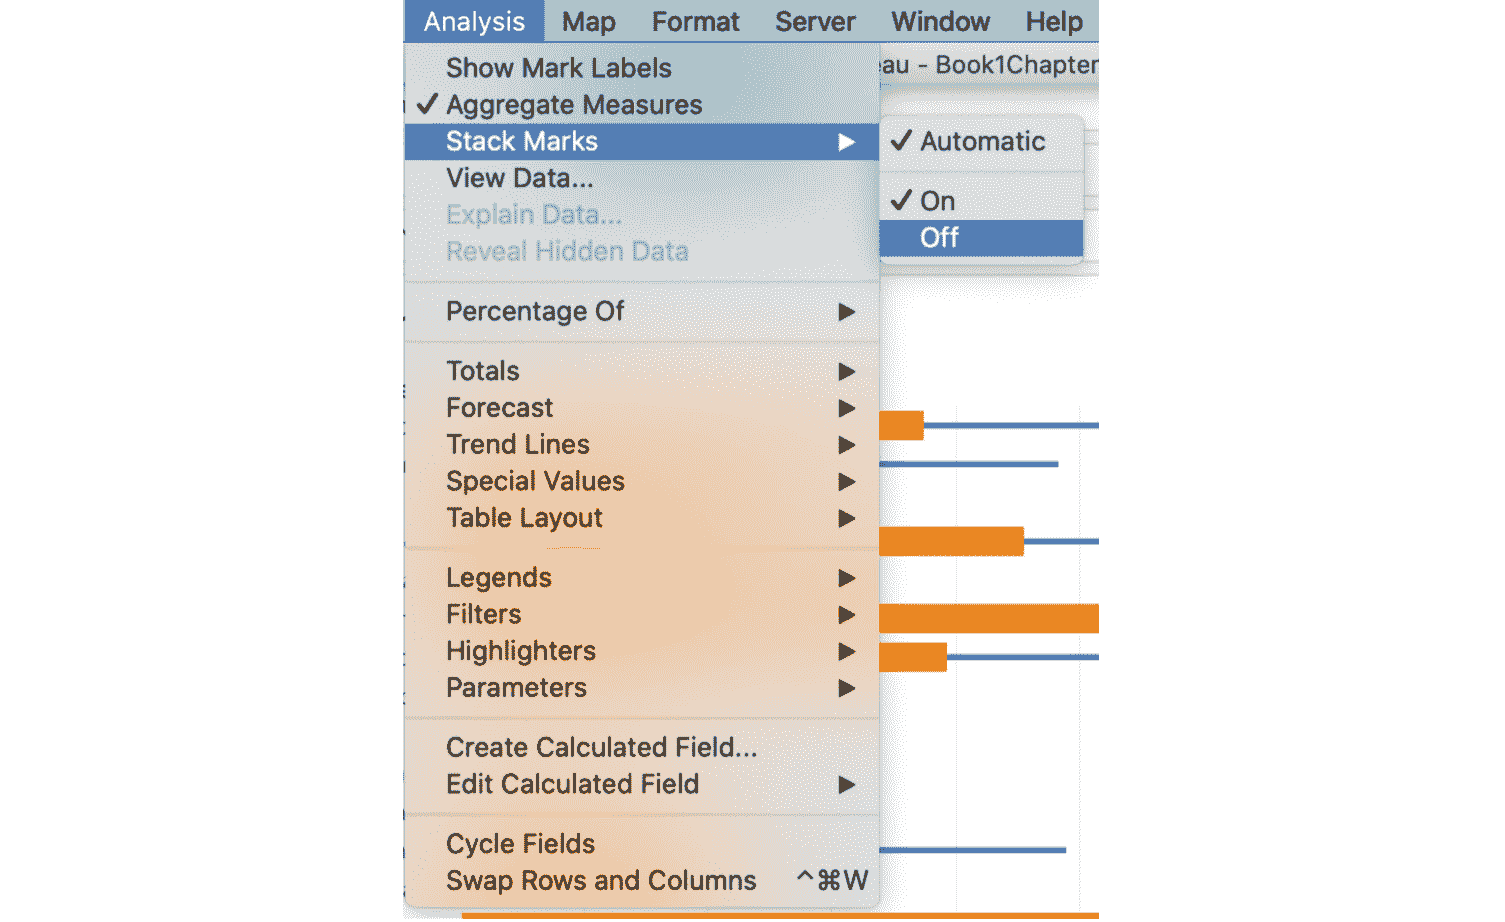 Analysis Map Format Server Window Help
Show Mark Labels
eau - Book1Chapter
✓ Aggregate Measures
Stack Marks ▶
✓ Automatic
View Data...
✓ On
Explain Data...
Off
Reveal Hidden Data
Percentage Of ▶
Totals ▶
Forecast ▶
Trend Lines ▶
Special Values ▶
Table Layout ▶
Legends ▶
Filters ▶
Highlighters ▶
Parameters ▶
Create Calculated Field...
Edit Calculated Field ▶
Cycle Fields
Swap Rows and Columns ^⌘W